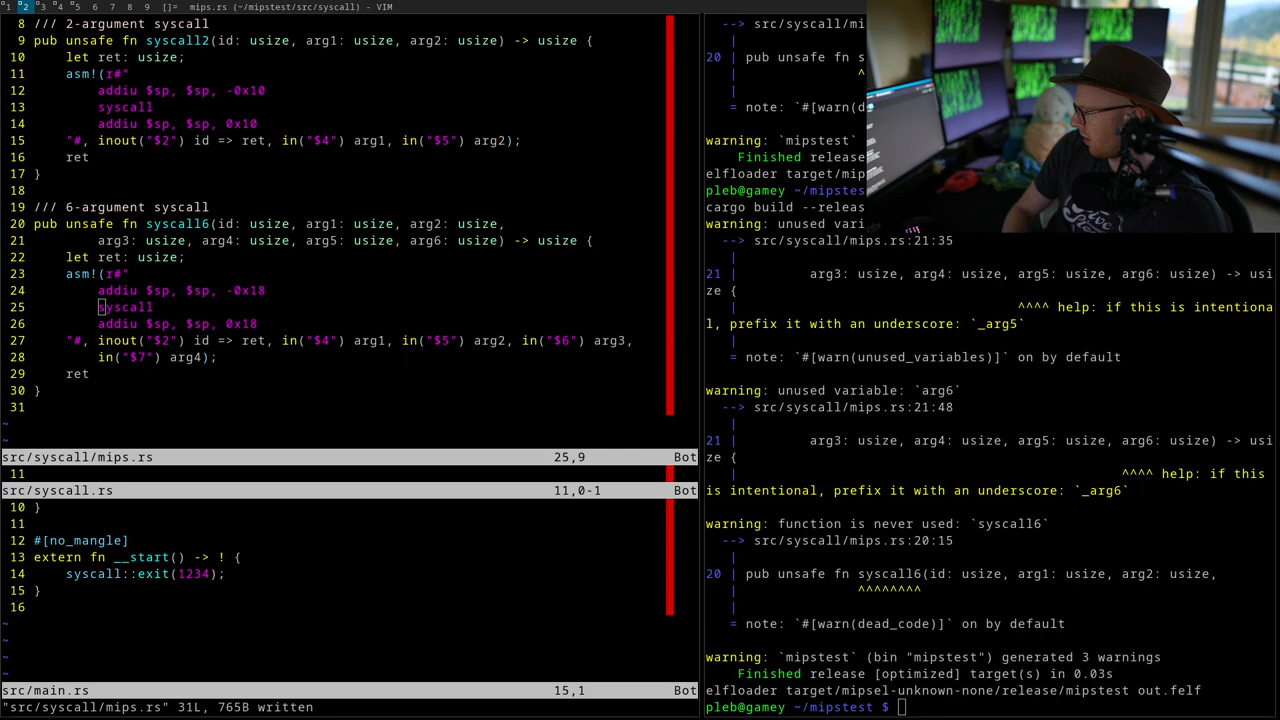 1 2 3 4 5 6 7 8 9 []= mips.rs (~/mipstest/src/syscall) - VIM
8 /// 2-argument syscall
9 pub unsafe fn syscall2(id: usize, arg1: usize, arg2: usize) -> usize {
10     let ret: usize;
11     asm!(r#"
12         addiu $sp, $sp, -0x10
13         syscall
14         addiu $sp, $sp, 0x10
15     "#, inout("$2") id => ret, in("$4") arg1, in("$5") arg2);
16     ret
17 }
18
19 /// 6-argument syscall
20 pub unsafe fn syscall6(id: usize, arg1: usize, arg2: usize,
21         arg3: usize, arg4: usize, arg5: usize, arg6: usize) -> usize {
22     let ret: usize;
23     asm!(r#"
24         addiu $sp, $sp, -0x18
25         syscall
26         addiu $sp, $sp, 0x18
27     "#, inout("$2") id => ret, in("$4") arg1, in("$5") arg2, in("$6") arg3,
28         in("$7") arg4);
29     ret
30 }
31
~
~
src/syscall/mips.rs 25,9 Bot
11
src/syscall.rs 11,0-1 Bot
10 }
11
12 #[no_mangle]
13 extern fn __start() -> ! {
14     syscall::exit(1234);
15 }
16
~
~
~
~
src/main.rs 15,1 Bot
"src/syscall/mips.rs" 31L, 765B written
--> src/syscall/mi
|
20 | pub unsafe fn s
| ^
|
= note: `#[warn(d
warning: `mipstest`
Finished release
elfloader target/mip
pleb@gamey ~/mipstes
cargo build --releas
warning: unused vari
--> src/syscall/mips.rs:21:35
|
21 |         arg3: usize, arg4: usize, arg5: usize, arg6: usize) -> usi
ze {
| ^^^^ help: if this is intentiona
l, prefix it with an underscore: `_arg5`
|
= note: `#[warn(unused_variables)]` on by default
warning: unused variable: `arg6`
--> src/syscall/mips.rs:21:48
|
21 |         arg3: usize, arg4: usize, arg5: usize, arg6: usize) -> usi
ze {
| ^^^^ help: if this
is intentional, prefix it with an underscore: `_arg6`
warning: function is never used: `syscall6`
--> src/syscall/mips.rs:20:15
|
20 | pub unsafe fn syscall6(id: usize, arg1: usize, arg2: usize,
| ^^^^^^^^
|
= note: `#[warn(dead_code)]` on by default
warning: `mipstest` (bin "mipstest") generated 3 warnings
Finished release [optimized] target(s) in 0.03s
elfloader target/mipsel-unknown-none/release/mipstest out.felf
pleb@gamey ~/mipstest $